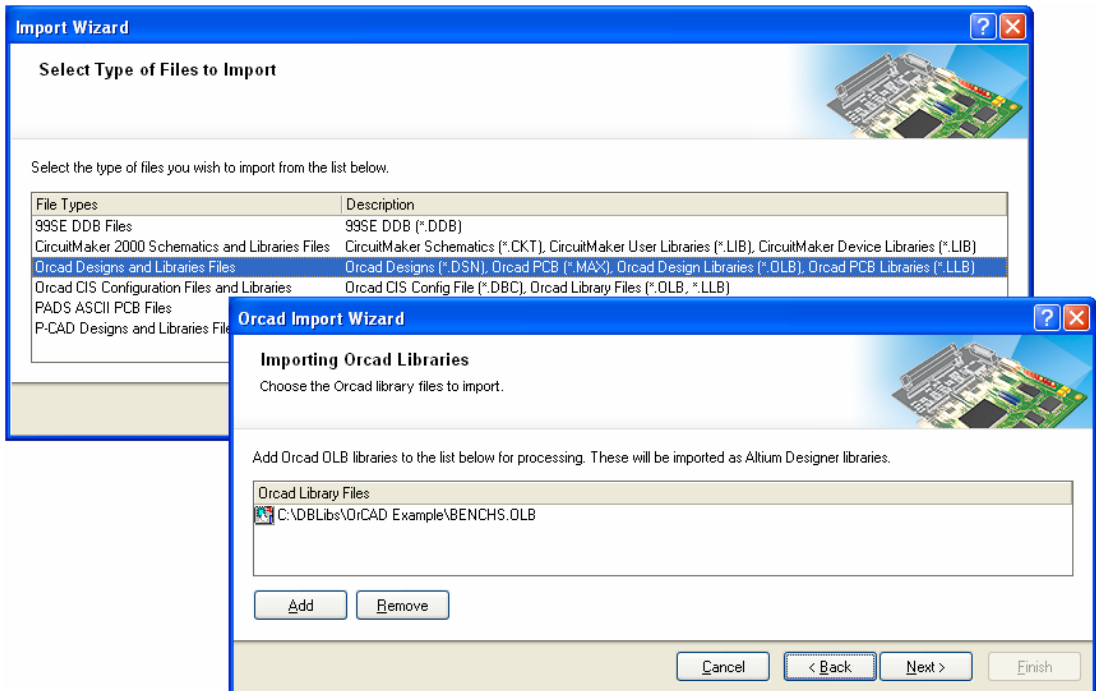 Import Wizard
Select Type of Files to Import
Select the type of files you wish to import from the list below.
File Types Description
99SE DDB Files 99SE DDB (*.DDB)
CircuitMaker 2000 Schematics and Libraries Files CircuitMaker Schematics (*.CKT), CircuitMaker User Libraries (*.LIB), CircuitMaker Device Libraries (*.LIB)
Orcad Designs and Libraries Files Orcad Designs (*.DSN), Orcad PCB (*.MAX), Orcad Design Libraries (*.OLB), Orcad PCB Libraries (*.LLB)
Orcad CIS Configuration Files and Libraries Orcad CIS Config File (*.DBC), Orcad Library Files (*.OLB, *.LLB)
PADS ASCII PCB Files
P-CAD Designs and Libraries File
Orcad Import Wizard
Importing Orcad Libraries
Choose the Orcad library files to import.
Add Orcad OLB libraries to the list below for processing. These will be imported as Altium Designer libraries.
Orcad Library Files
C:\DBLibs\OrCAD Example\BENCHS.OLB
Add Remove
Cancel < Back Next > Finish